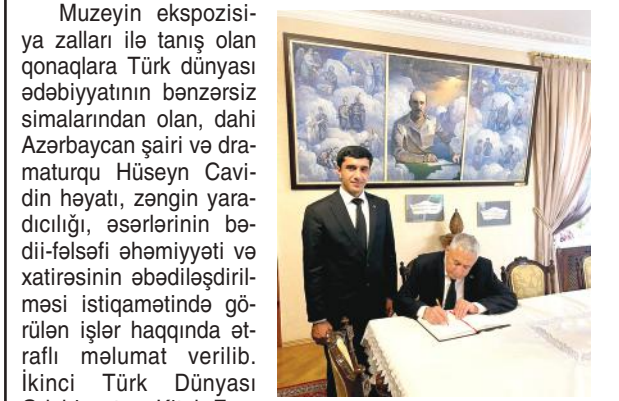 Muzeyin ekspozisi-
ya zalları ilə tanış olan
qonaqlara Türk dünyası
ədəbiyyatının bənzərsiz
simalarından olan, dahi
Azərbaycan şairi və dra-
maturqu Hüseyn Cavi-
din həyatı, zəngin yara-
dıcılığı, əsərlərinin bə-
dii-fəlsəfi əhəmiyyəti və
xatirəsinin əbədiləşdiril-
məsi istiqamətində gö-
rülən işlər haqqında ət-
raflı məlumat verilib.
İkinci Türk Dünyası